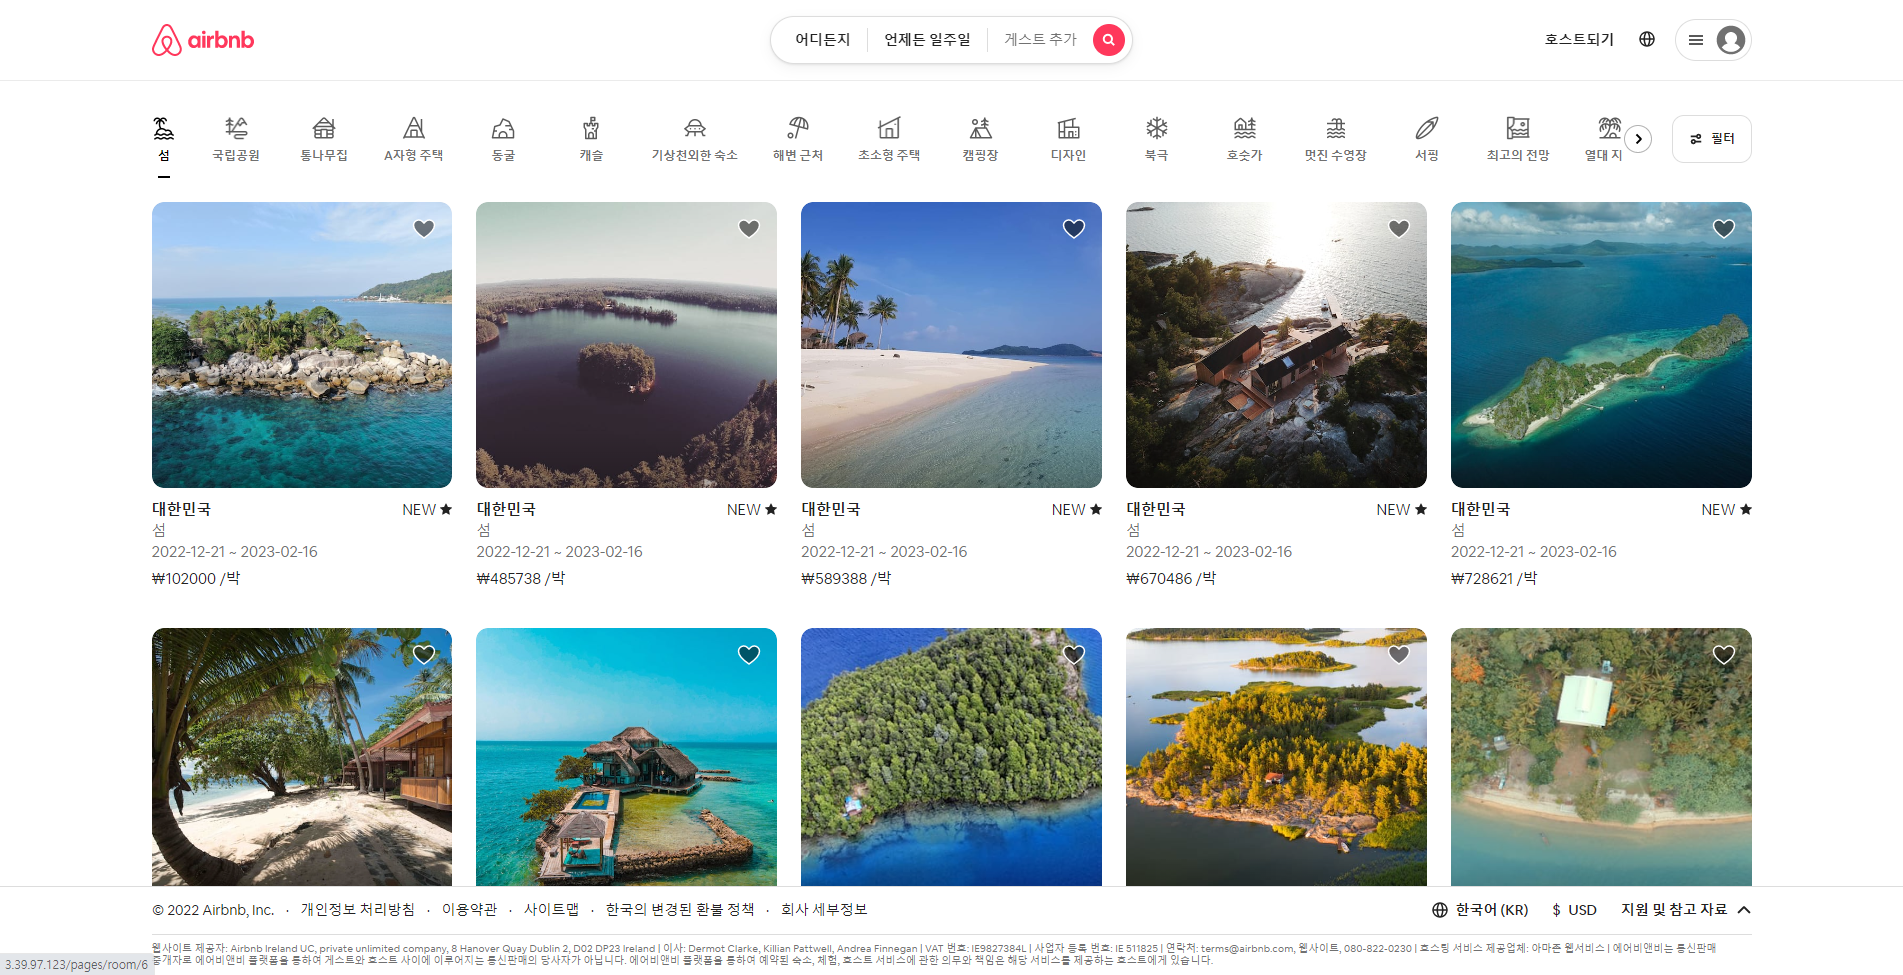 airbnb
어디든지 언제든 일주일 게스트 추가
호스트되기
섬 국립공원 통나무집 A자형 주택 동굴 캐슬 기상천외한 숙소 해변 근처 초소형 주택 캠핑장 디자인 북극 호숫가 멋진 수영장 서핑 최고의 전망 열대 지 필터
대한민국 NEW ★ 대한민국 NEW ★ 대한민국 NEW ★ 대한민국 NEW ★ 대한민국 NEW ★
섬 섬 섬 섬 섬
2022-12-21 ~ 2023-02-16 2022-12-21 ~ 2023-02-16 2022-12-21 ~ 2023-02-16 2022-12-21 ~ 2023-02-16 2022-12-21 ~ 2023-02-16
₩102000 /박 ₩485738 /박 ₩589388 /박 ₩670486 /박 ₩728621 /박
© 2022 Airbnb, Inc. · 개인정보 처리방침 · 이용약관 · 사이트맵 · 한국의 변경된 환불 정책 · 회사 세부정보
한국어 (KR) $ USD 지원 및 참고 자료
웹사이트 제공자: Airbnb Ireland UC, private unlimited company, 8 Hanover Quay Dublin 2, D02 DP23 Ireland | 이사: Dermot Clarke, Killian Pattwell, Andrea Finnegan | VAT 번호: IE9827384L | 사업자 등록 번호: IE 511825 | 연락처: terms@airbnb.com, 웹사이트, 080-822-0230 | 호스팅 서비스 제공업체: 아마존 웹서비스 | 에어비앤비는 통신판매
중개자로 에어비앤비 플랫폼을 통하여 게스트와 호스트 사이에 이루어지는 통신판매의 당사자가 아닙니다. 에어비앤비 플랫폼을 통하여 예약된 숙소, 체험, 호스트 서비스에 관한 의무와 책임은 해당 서비스를 제공하는 호스트에게 있습니다.
3.39.97.123/pages/room/6